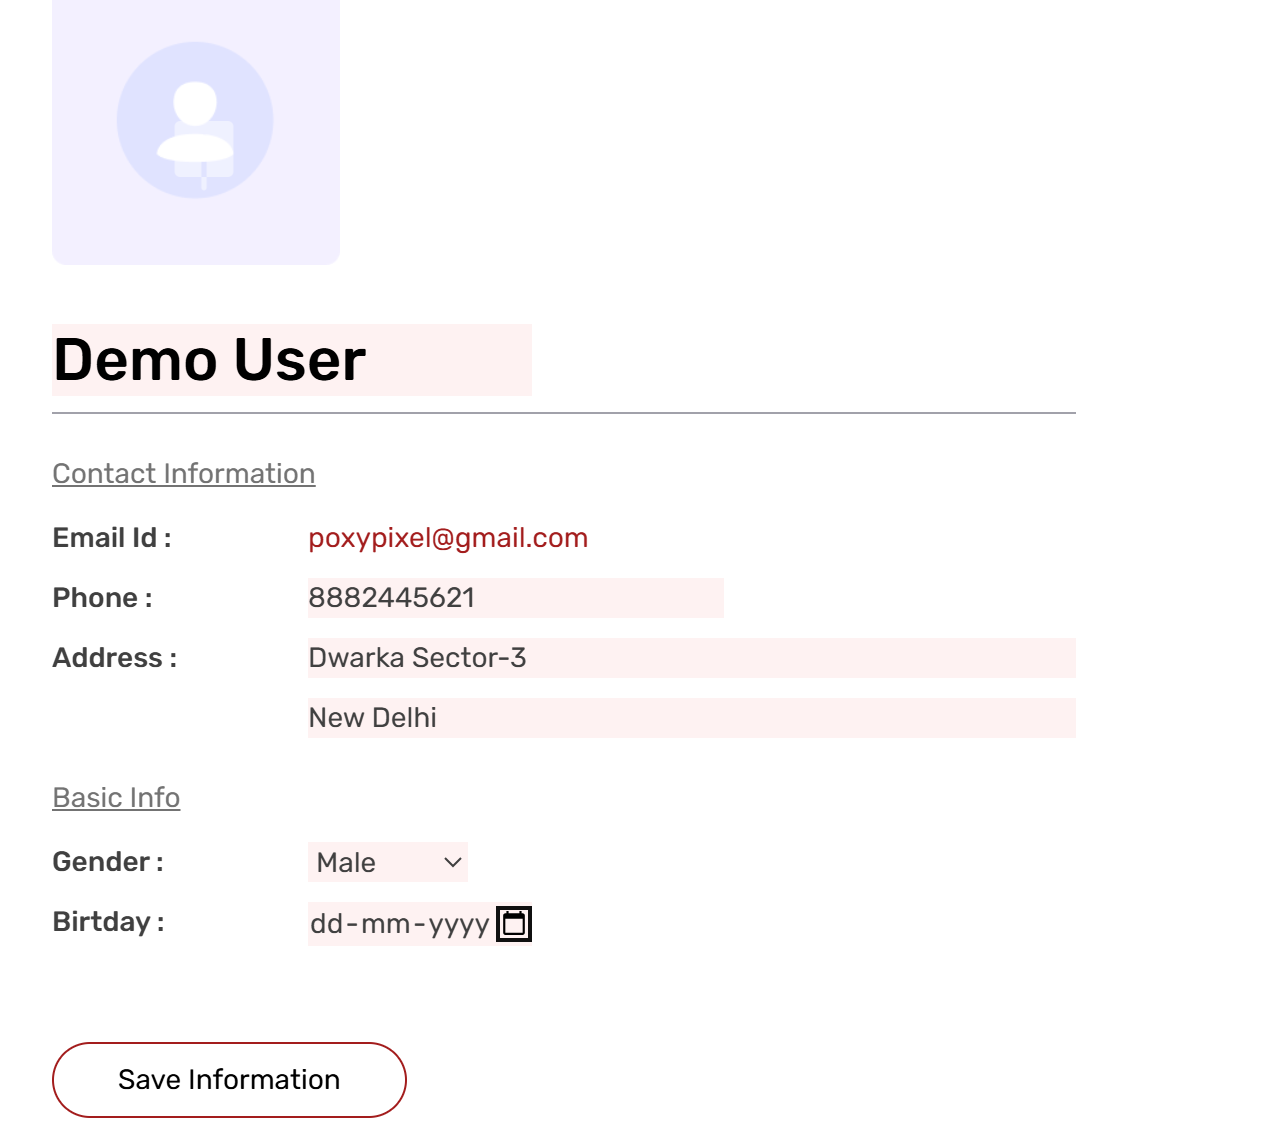 Demo User
Contact Information
Email Id : poxypixel@gmail.com
Phone : 8882445621
Address : Dwarka Sector-3
New Delhi
Basic Info
Gender : Male
Birtday : dd-mm-yyyy
Save Information